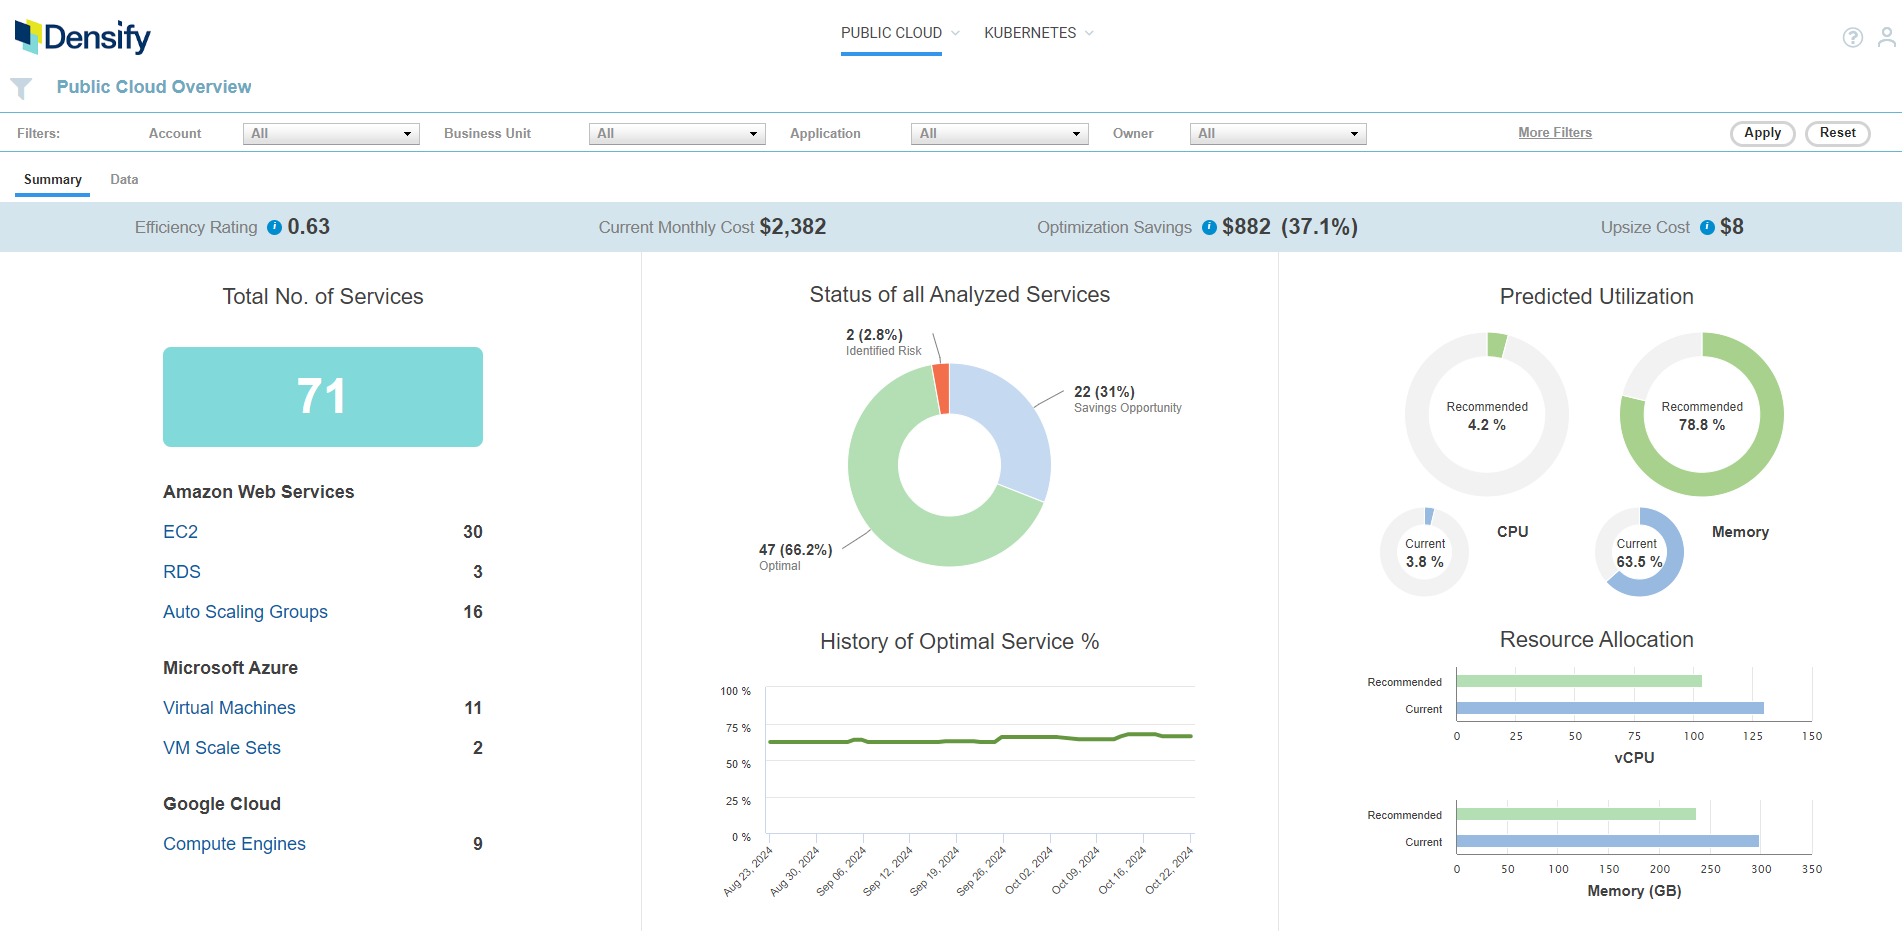 Densify
PUBLIC CLOUD
KUBERNETES
?
Public Cloud Overview
Filters:
Account
All
Business Unit
All
Application
All
Owner
All
More Filters
Apply
Reset
Summary
Data
Efficiency Rating i 0.63
Current Monthly Cost $2,382
Optimization Savings i $882 (37.1%)
Upsize Cost i $8
Total No. of Services
71
Amazon Web Services
EC2 30
RDS 3
Auto Scaling Groups 16
Microsoft Azure
Virtual Machines 11
VM Scale Sets 2
Google Cloud
Compute Engines 9
Status of all Analyzed Services
2 (2.8%)
Identified Risk
22 (31%)
Savings Opportunity
47 (66.2%)
Optimal
History of Optimal Service %
100 %
75 %
50 %
25 %
0 %
Aug 23, 2024
Aug 30, 2024
Sep 06, 2024
Sep 12, 2024
Sep 19, 2024
Sep 26, 2024
Oct 02, 2024
Oct 09, 2024
Oct 16, 2024
Oct 22, 2024
Predicted Utilization
Recommended
4.2 %
Recommended
78.8 %
Current
3.8 %
CPU
Current
63.5 %
Memory
Resource Allocation
Recommended
Current
0 25 50 75 100 125 150
vCPU
Recommended
Current
0 50 100 150 200 250 300 350
Memory (GB)